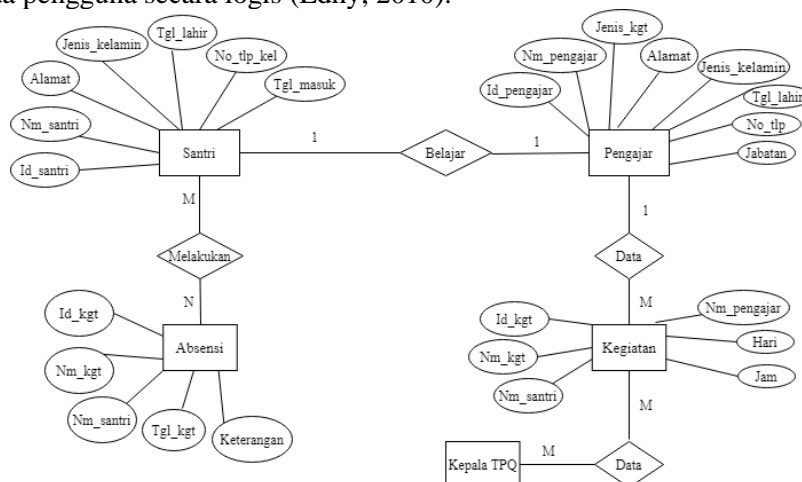 da pengguna secara logis (Edhy, 2010).
Jenis_kelamin
Tgl_lahir
No_tlp_kel
Tgl_masuk
Alamat
Nm_santri
Id_santri
Santri
1
Belajar
1
Jenis_kgt
Nm_pengajar
Alamat
Id_pengajar
Jenis_kelamin
Tgl_lahir
No_tlp
Jabatan
Pengajar
M
Melakukan
N
1
Data
M
Id_kgt
Nm_kgt
Nm_santri
Tgl_kgt
Keterangan
Absensi
Id_kgt
Nm_kgt
Nm_santri
Nm_pengajar
Hari
Jam
Kegiatan
M
Kepala TPQ
M
Data